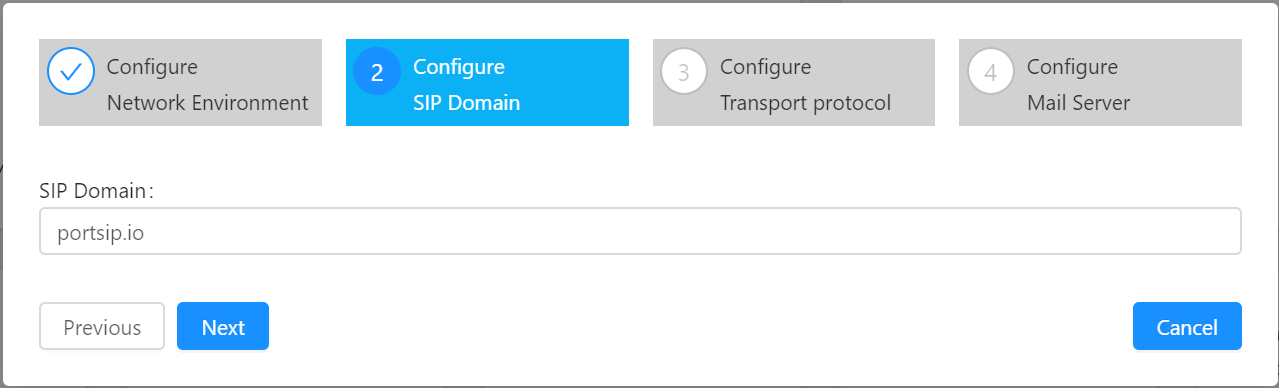 Configure
Network Environment
2
Configure
SIP Domain
3
Configure
Transport protocol
4
Configure
Mail Server
SIP Domain:
portsip.io
Previous
Next
Cancel